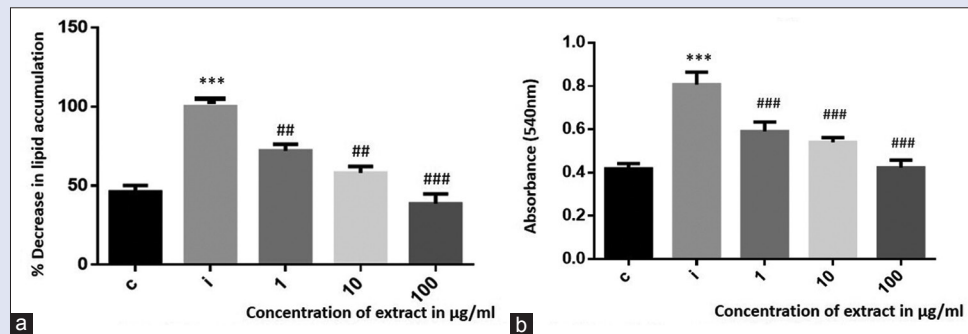 % Decrease in lipid accumulation
150
100
50
0
***
##
##
###
c
i
1
10
100
Concentration of extract in µg/ml
a
Absorbance (540nm)
1.0
0.8
0.6
0.4
0.2
0.0
***
###
###
###
c
i
1
10
100
Concentration of extract in µg/ml
b